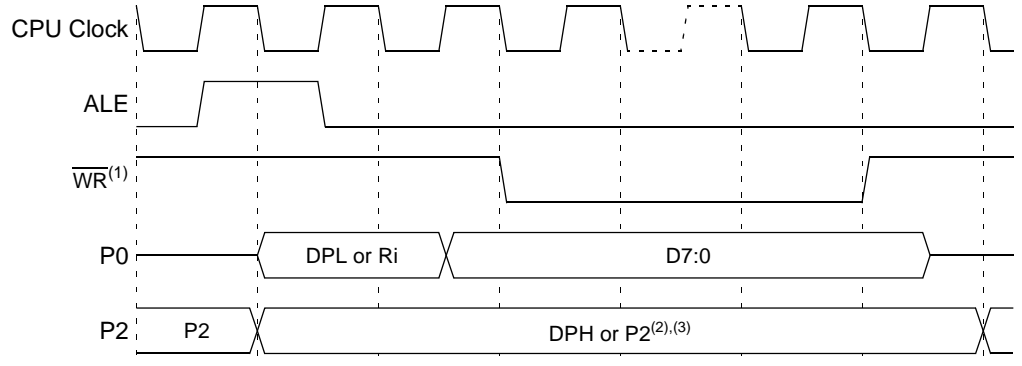 CPU Clock
ALE
WR(1)
P0 DPL or Ri D7:0
P2 P2 DPH or P2(2),(3)